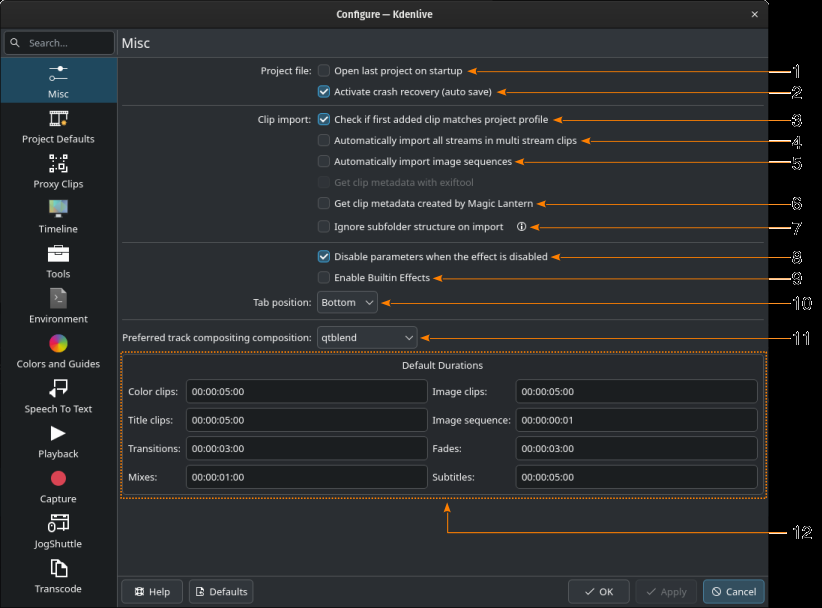 Configure — Kdenlive
Search...
Misc
Misc
Project Defaults
Proxy Clips
Timeline
Tools
Environment
Colors and Guides
Speech To Text
Playback
Capture
JogShuttle
Transcode
Project file: Open last project on startup 1
Activate crash recovery (auto save) 2
Clip import: Check if first added clip matches project profile 3
Automatically import all streams in multi stream clips 4
Automatically import image sequences 5
Get clip metadata with exiftool
Get clip metadata created by Magic Lantern 6
Ignore subfolder structure on import 7
Disable parameters when the effect is disabled 8
Enable Builtin Effects 9
Tab position: Bottom 10
Preferred track compositing composition: qtblend 11
Default Durations
Color clips: 00:00:05:00 Image clips: 00:00:05:00
Title clips: 00:00:05:00 Image sequence: 00:00:00:01
Transitions: 00:00:03:00 Fades: 00:00:03:00
Mixes: 00:00:01:00 Subtitles: 00:00:05:00
12
Help Defaults OK Apply Cancel